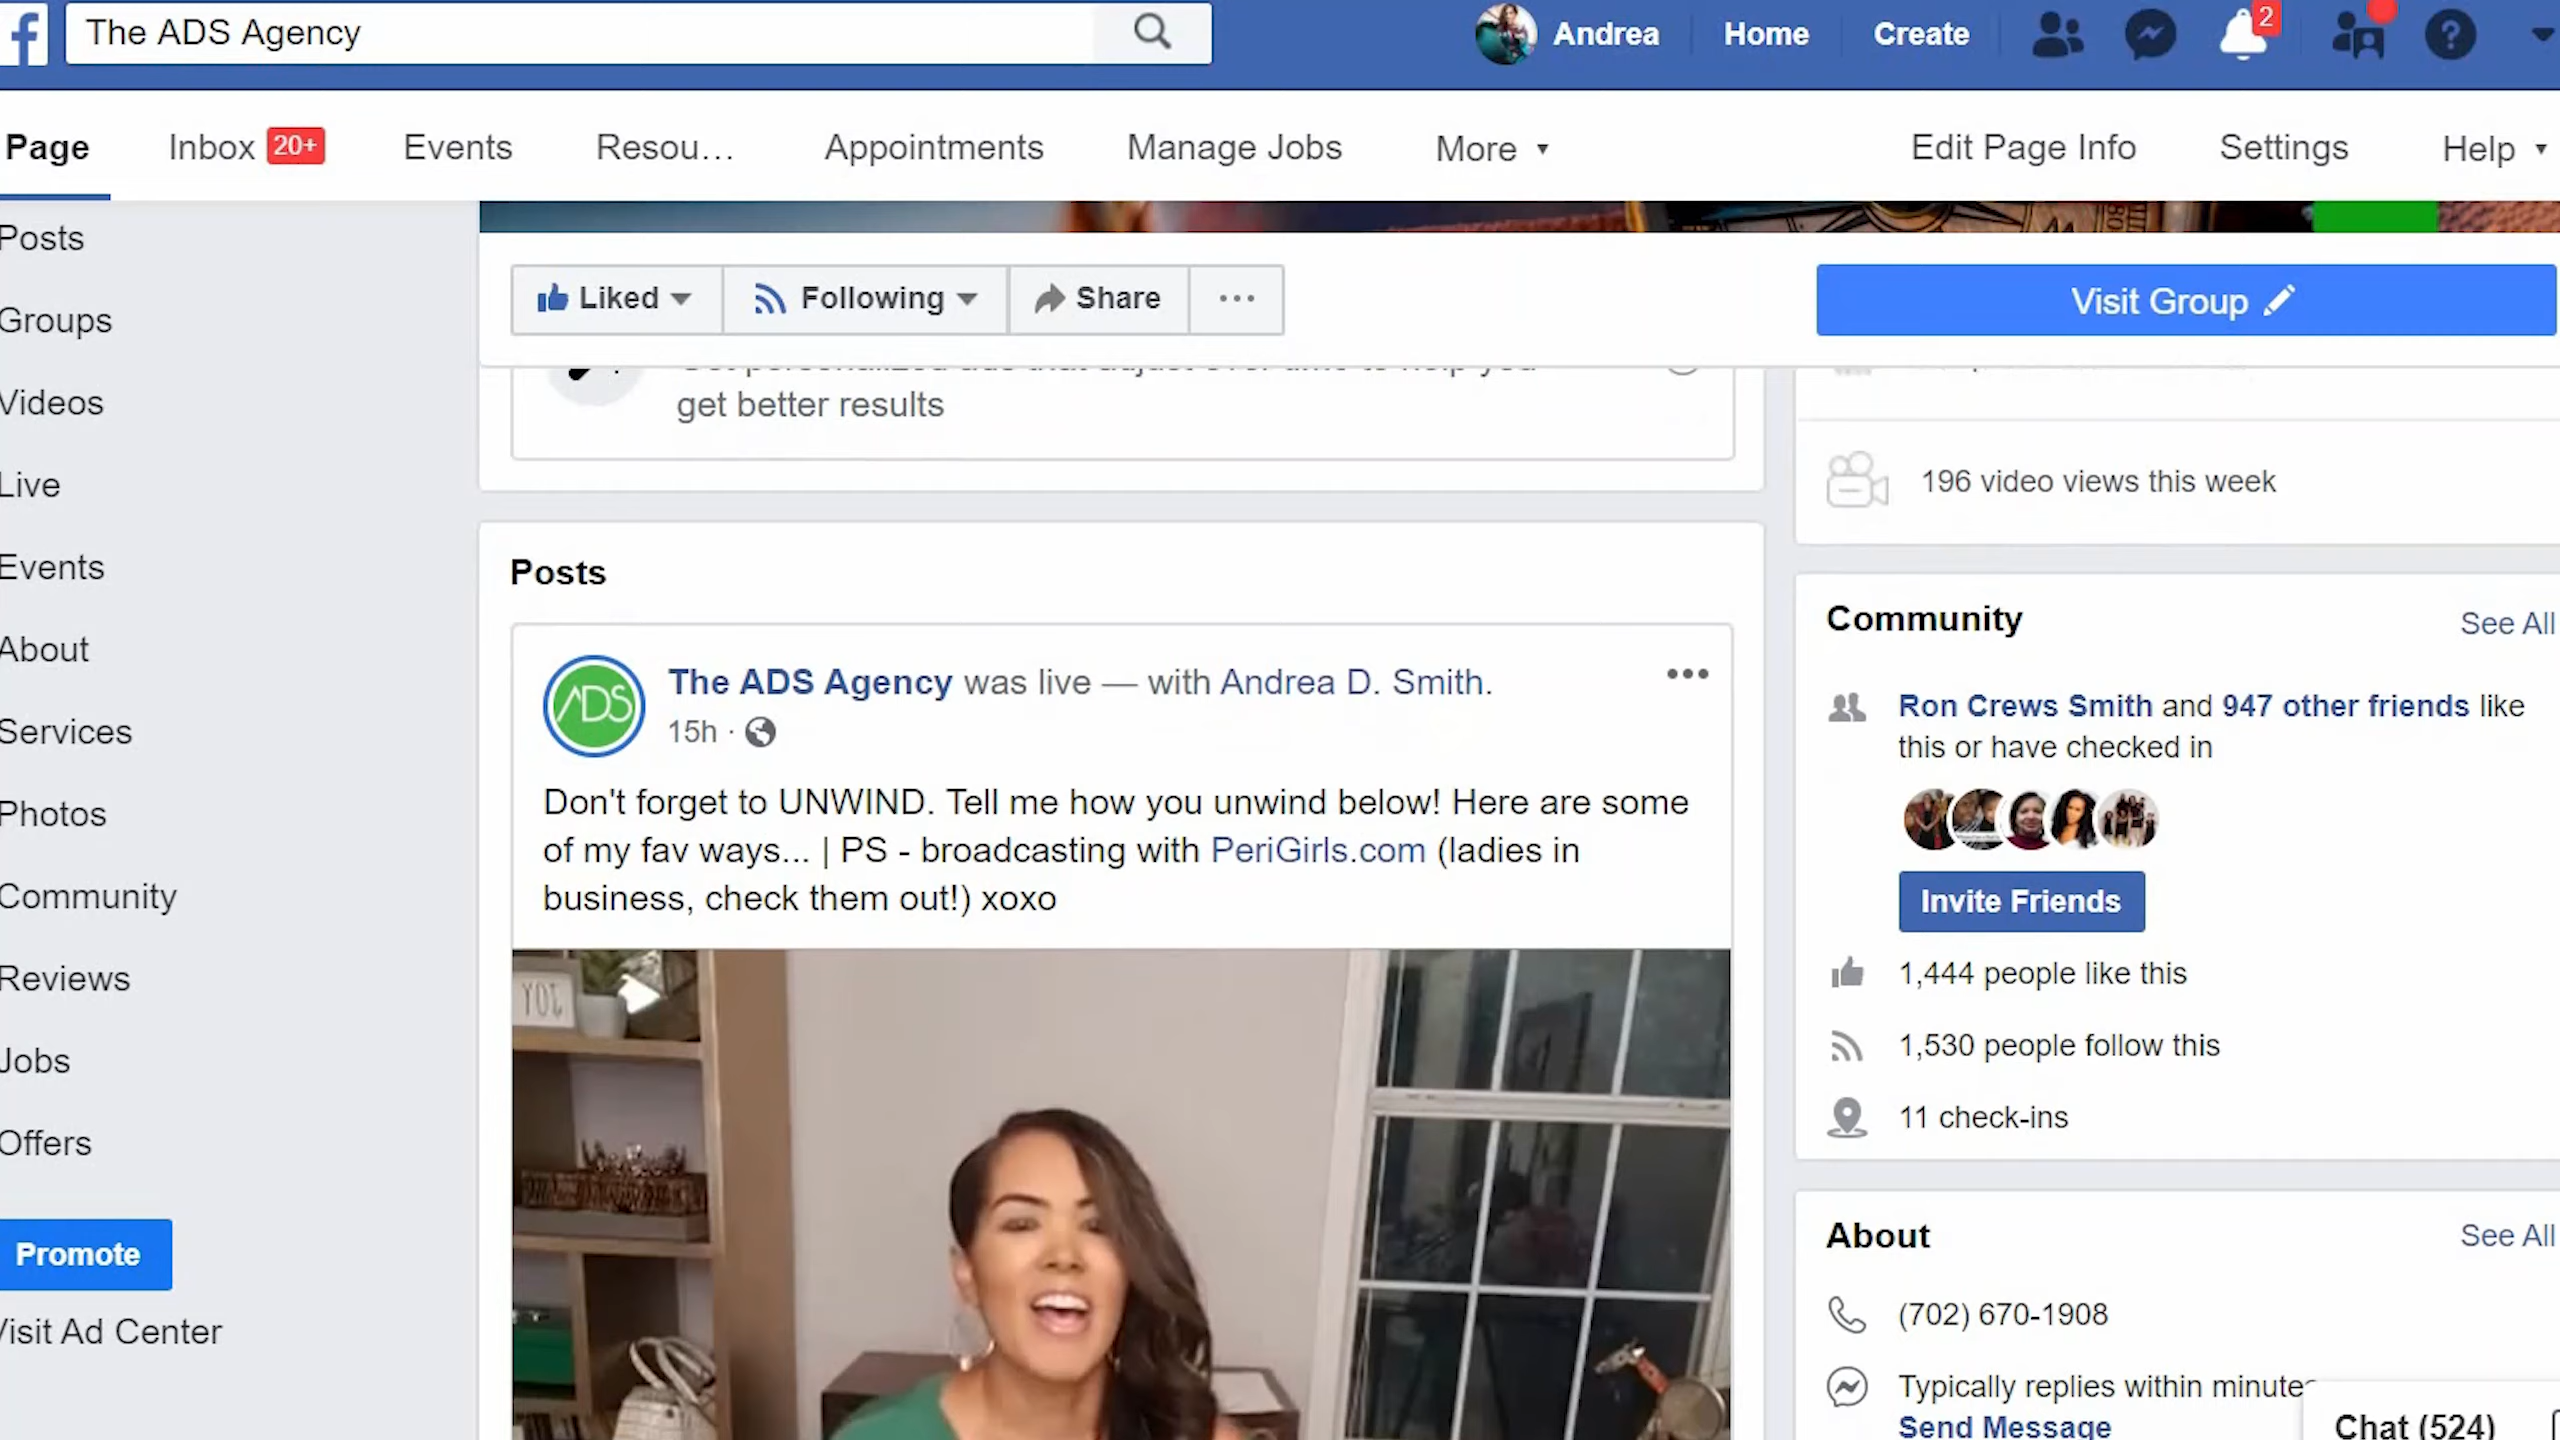 The ADS Agency
Andrea
Home
Create
2
Page
Inbox 20+
Events
Resou...
Appointments
Manage Jobs
More
Edit Page Info
Settings
Help
Posts
Groups
Videos
Live
Events
About
Services
Photos
Community
Reviews
Jobs
Offers
Promote
Visit Ad Center
Liked
Following
Share
Visit Group
get better results
Posts
ADS
The ADS Agency was live — with Andrea D. Smith.
15h ·
Don't forget to UNWIND. Tell me how you unwind below! Here are some
of my fav ways... | PS - broadcasting with PeriGirls.com (ladies in
business, check them out!) xoxo
196 video views this week
Community
See All
Ron Crews Smith and 947 other friends like
this or have checked in
Invite Friends
1,444 people like this
1,530 people follow this
11 check-ins
About
See All
(702) 670-1908
Typically replies within minutes
Send Message
Chat (524)